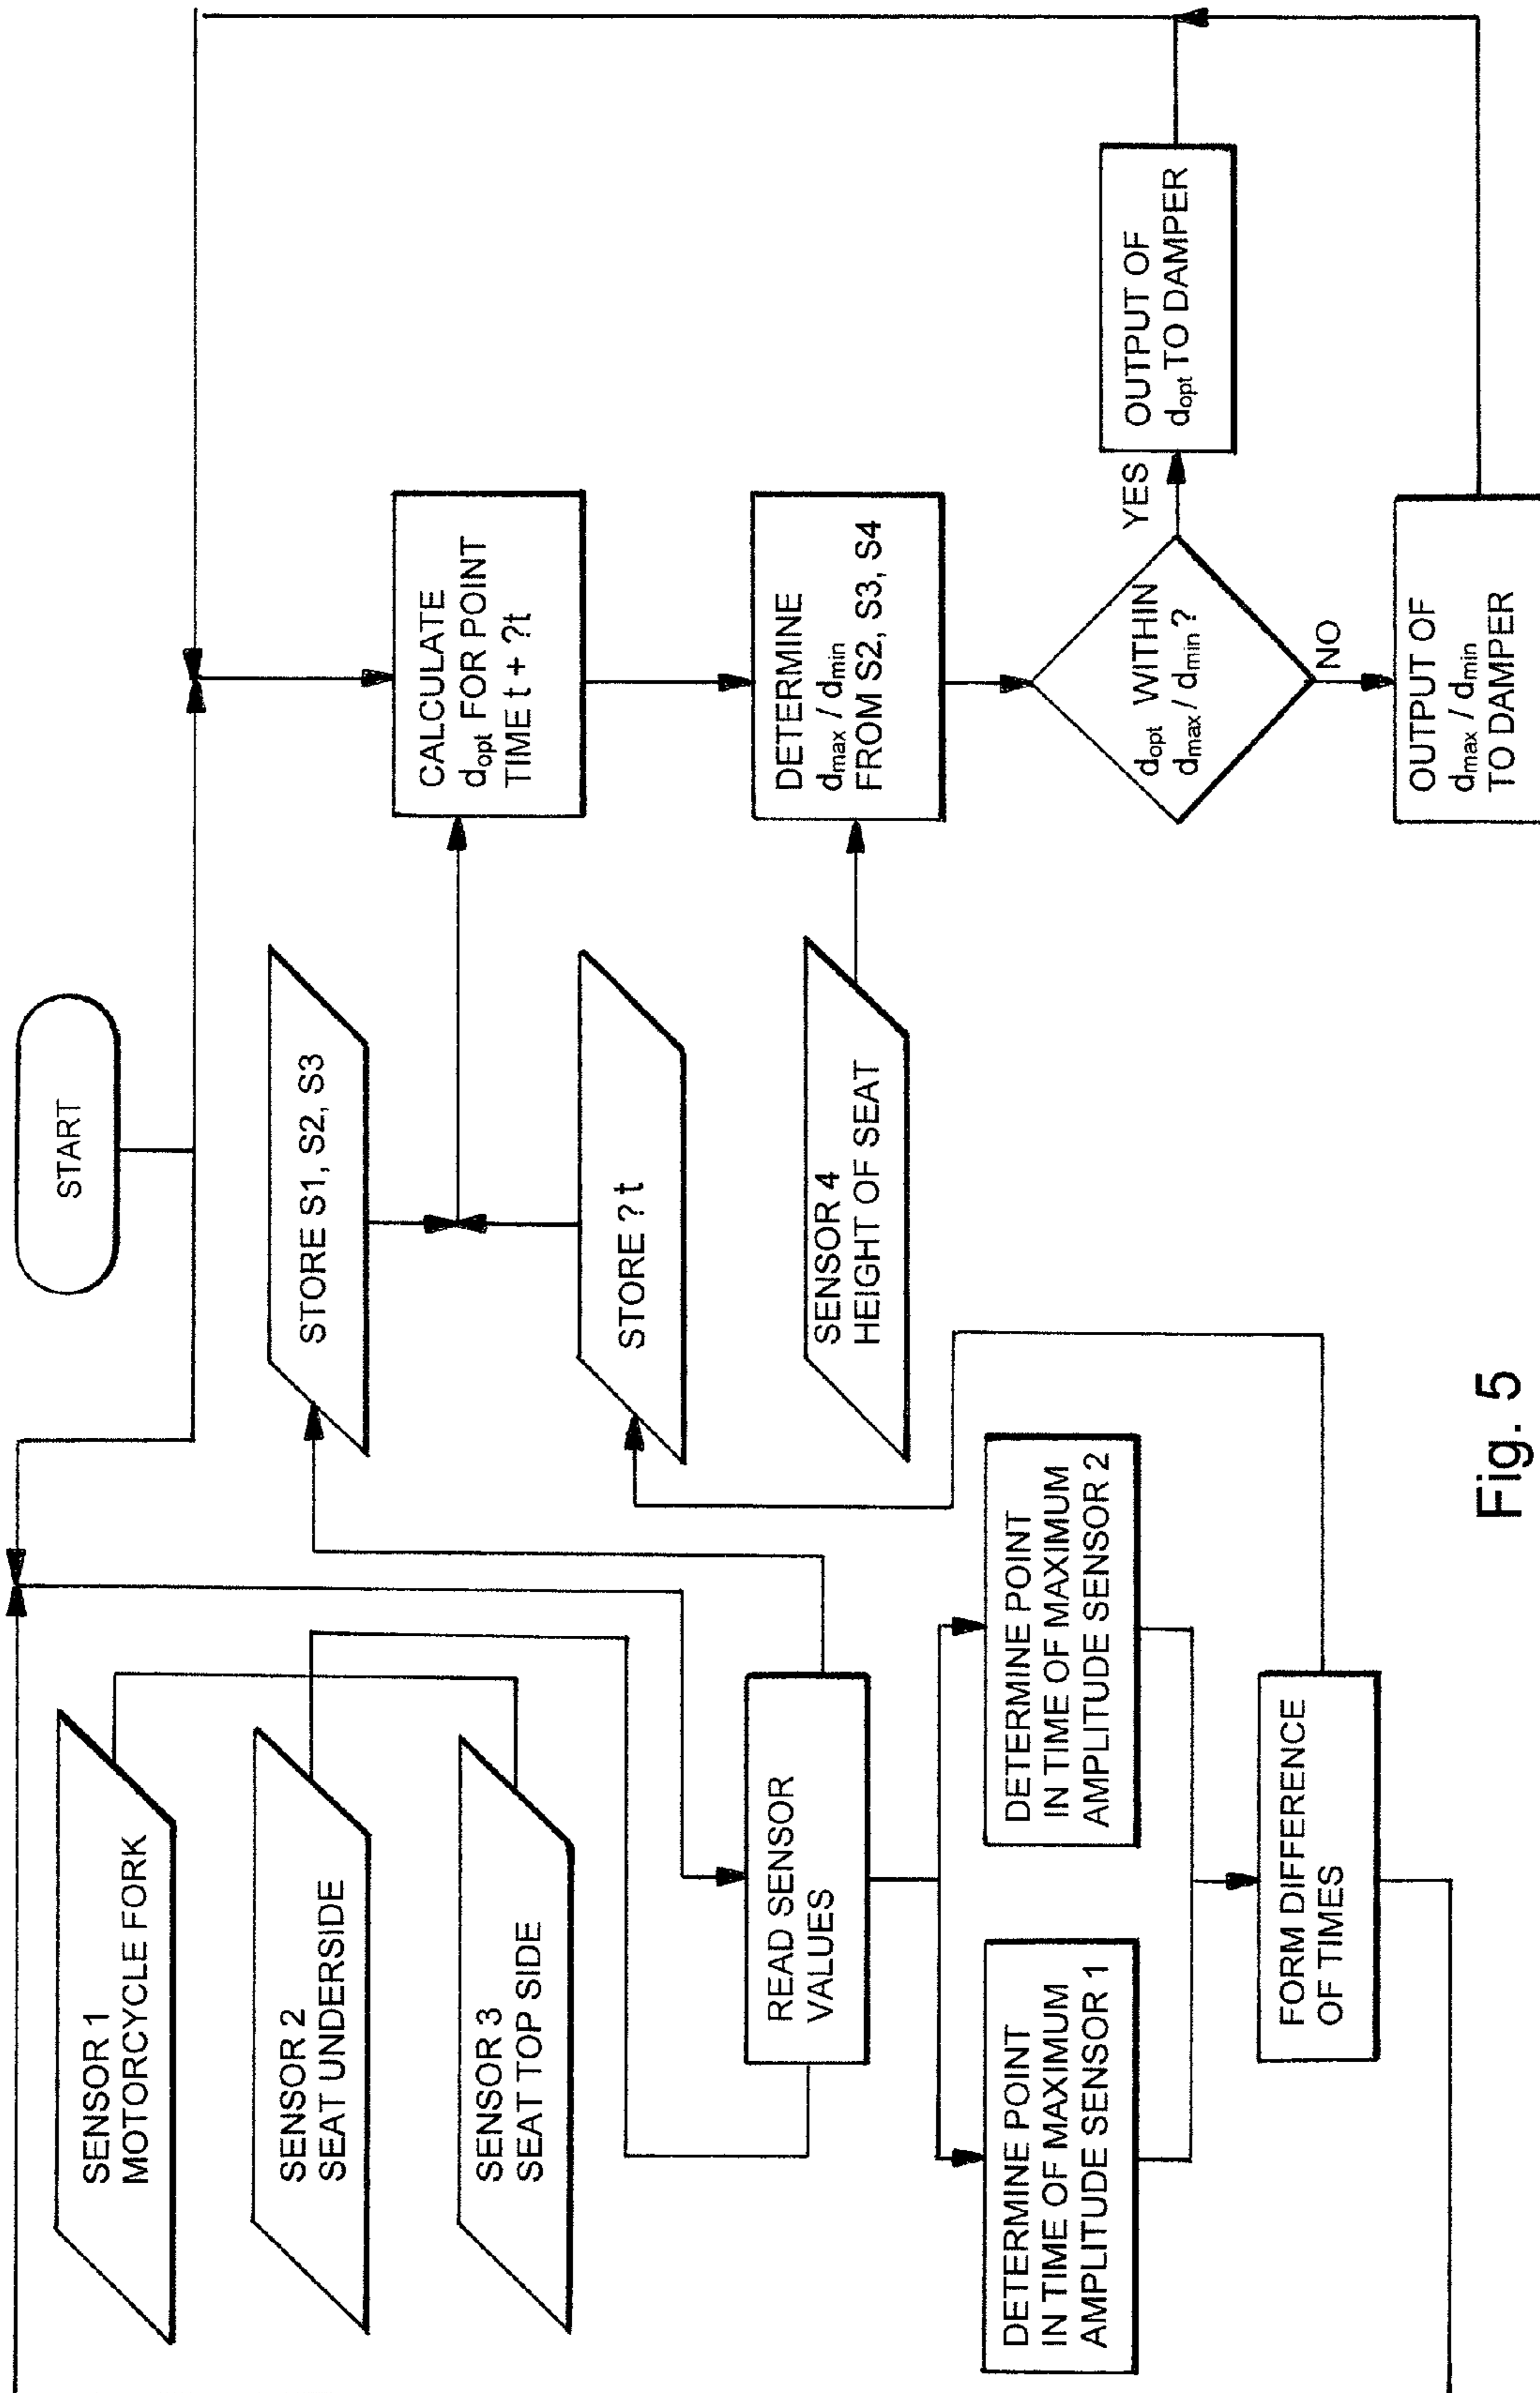 START
SENSOR 1
MOTORCYCLE FORK
SENSOR 2
SEAT UNDERSIDE
SENSOR 3
SEAT TOP SIDE
READ SENSOR
VALUES
DETERMINE POINT
IN TIME OF MAXIMUM
AMPLITUDE SENSOR 1
DETERMINE POINT
IN TIME OF MAXIMUM
AMPLITUDE SENSOR 2
FORM DIFFERENCE
OF TIMES
STORE S1, S2, S3
STORE ?t
SENSOR 4
HEIGHT OF SEAT
CALCULATE
dopt FOR POINT
TIME t + ?t
DETERMINE
dmax / dmin
FROM S2, S3, S4
dopt WITHIN
dmax / dmin?
YES
OUTPUT OF
dopt TO DAMPER
NO
OUTPUT OF
dmax / dmin
TO DAMPER
Fig. 5